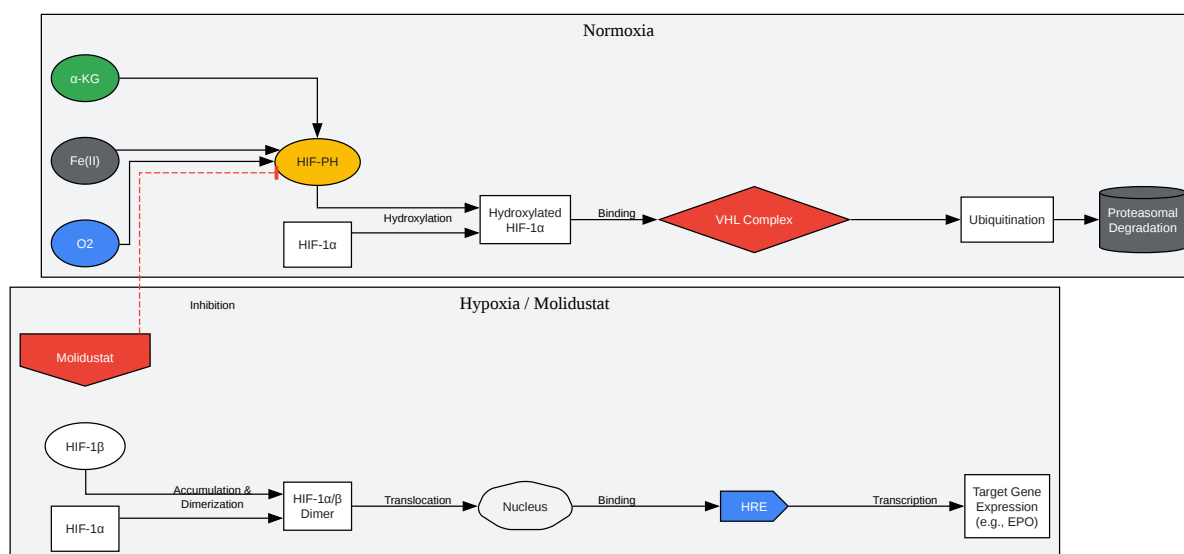 Normoxia
α-KG
Fe(II)
HIF-PH
O2
HIF-1α
Hydroxylation
Hydroxylated
HIF-1α
Binding
VHL Complex
Ubiquitination
Proteasomal
Degradation
Hypoxia / Molidustat
Inhibition
Molidustat
HIF-1β
HIF-1α
Accumulation &
Dimerization
HIF-1α/β
Dimer
Translocation
Nucleus
Binding
HRE
Transcription
Target Gene
Expression
(e.g., EPO)